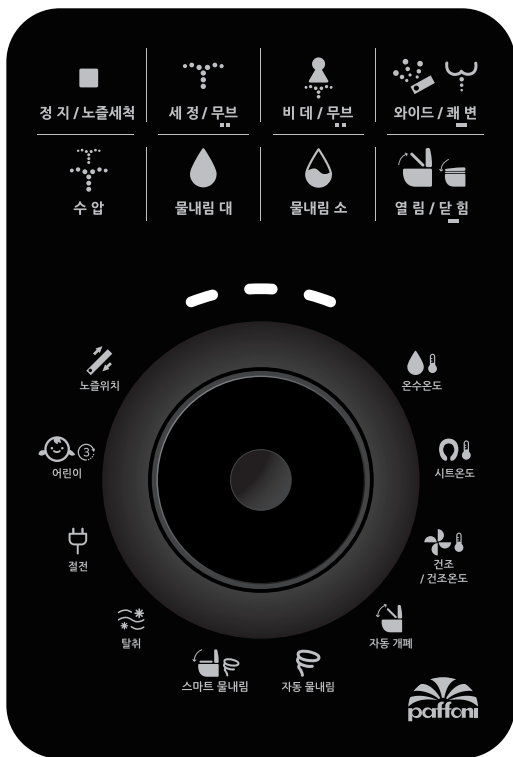 정 지 / 노즐세척
세 정 / 무브
비 데 / 무브
와이드 / 쾌 변
수 압
물내림 대
물내림 소
열 림 / 닫 힘
노즐위치
온수온도
3
어린이
시트온도
절전
건조
/ 건조온도
탈취
자동 개폐
스마트 물내림
자동 물내림
paffoni